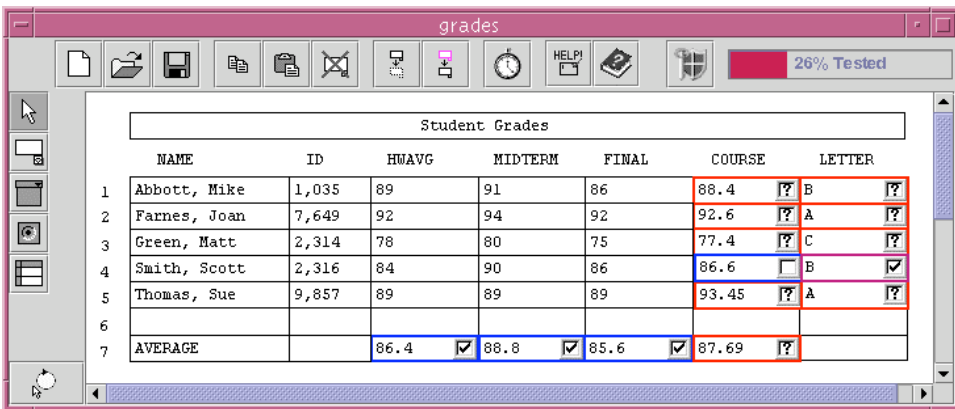 grades
HELP!
26% Tested
Student Grades
NAME ID HWAVG MIDTERM FINAL COURSE LETTER
1 Abbott, Mike 1,035 89 91 86 88.4 ? B ?
2 Farnes, Joan 7,649 92 94 92 92.6 ? A ?
3 Green, Matt 2,314 78 80 75 77.4 ? C ?
4 Smith, Scott 2,316 84 90 86 86.6 B
5 Thomas, Sue 9,857 89 89 89 93.45 ? A ?
6
7 AVERAGE 86.4 88.8 85.6 87.69 ?